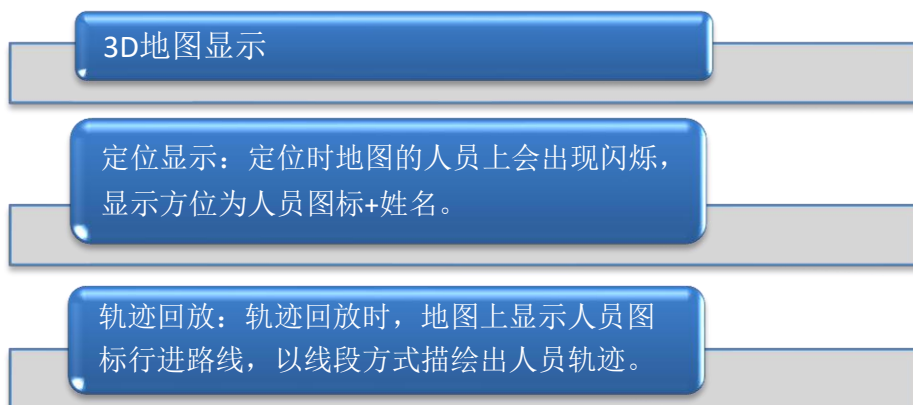 3D地图显示
定位显示：定位时地图的人员上会出现闪烁，
显示方位为人员图标+姓名。
轨迹回放：轨迹回放时，地图上显示人员图
标行进路线，以线段方式描绘出人员轨迹。